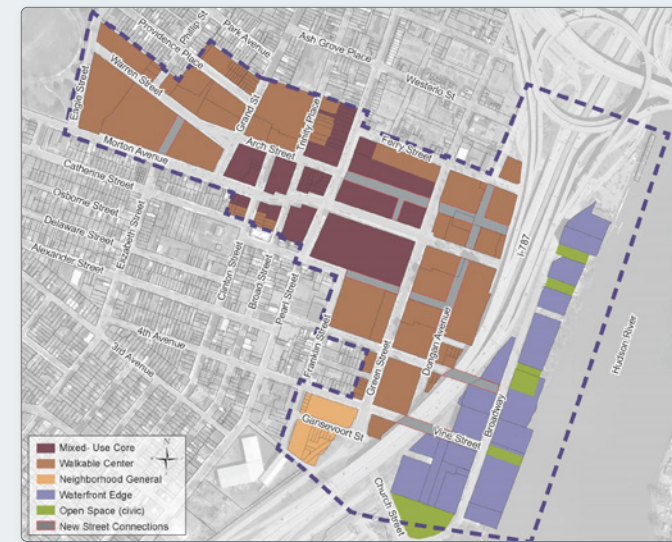 Phillip St
Park Avenue
Providence Place
Ash Grove Place
Warren Street
Westerlo St
Eagle Street
Grand St
Trinity Place
Ferry Street
Arch Street
Morton Avenue
Catherine Street
Osborne Street
Delaware Street
Alexander Street
Elizabeth Street
Clinton Street
Broad Street
Pearl Street
Franklin Street
4th Avenue
3rd Avenue
Green Street
Dongan Avenue
I-787
Hudson River
Broadway
Gansevoort St
Vine Street
Church Street
N
Mixed- Use Core
Walkable Center
Neighborhood General
Waterfront Edge
Open Space (civic)
New Street Connections